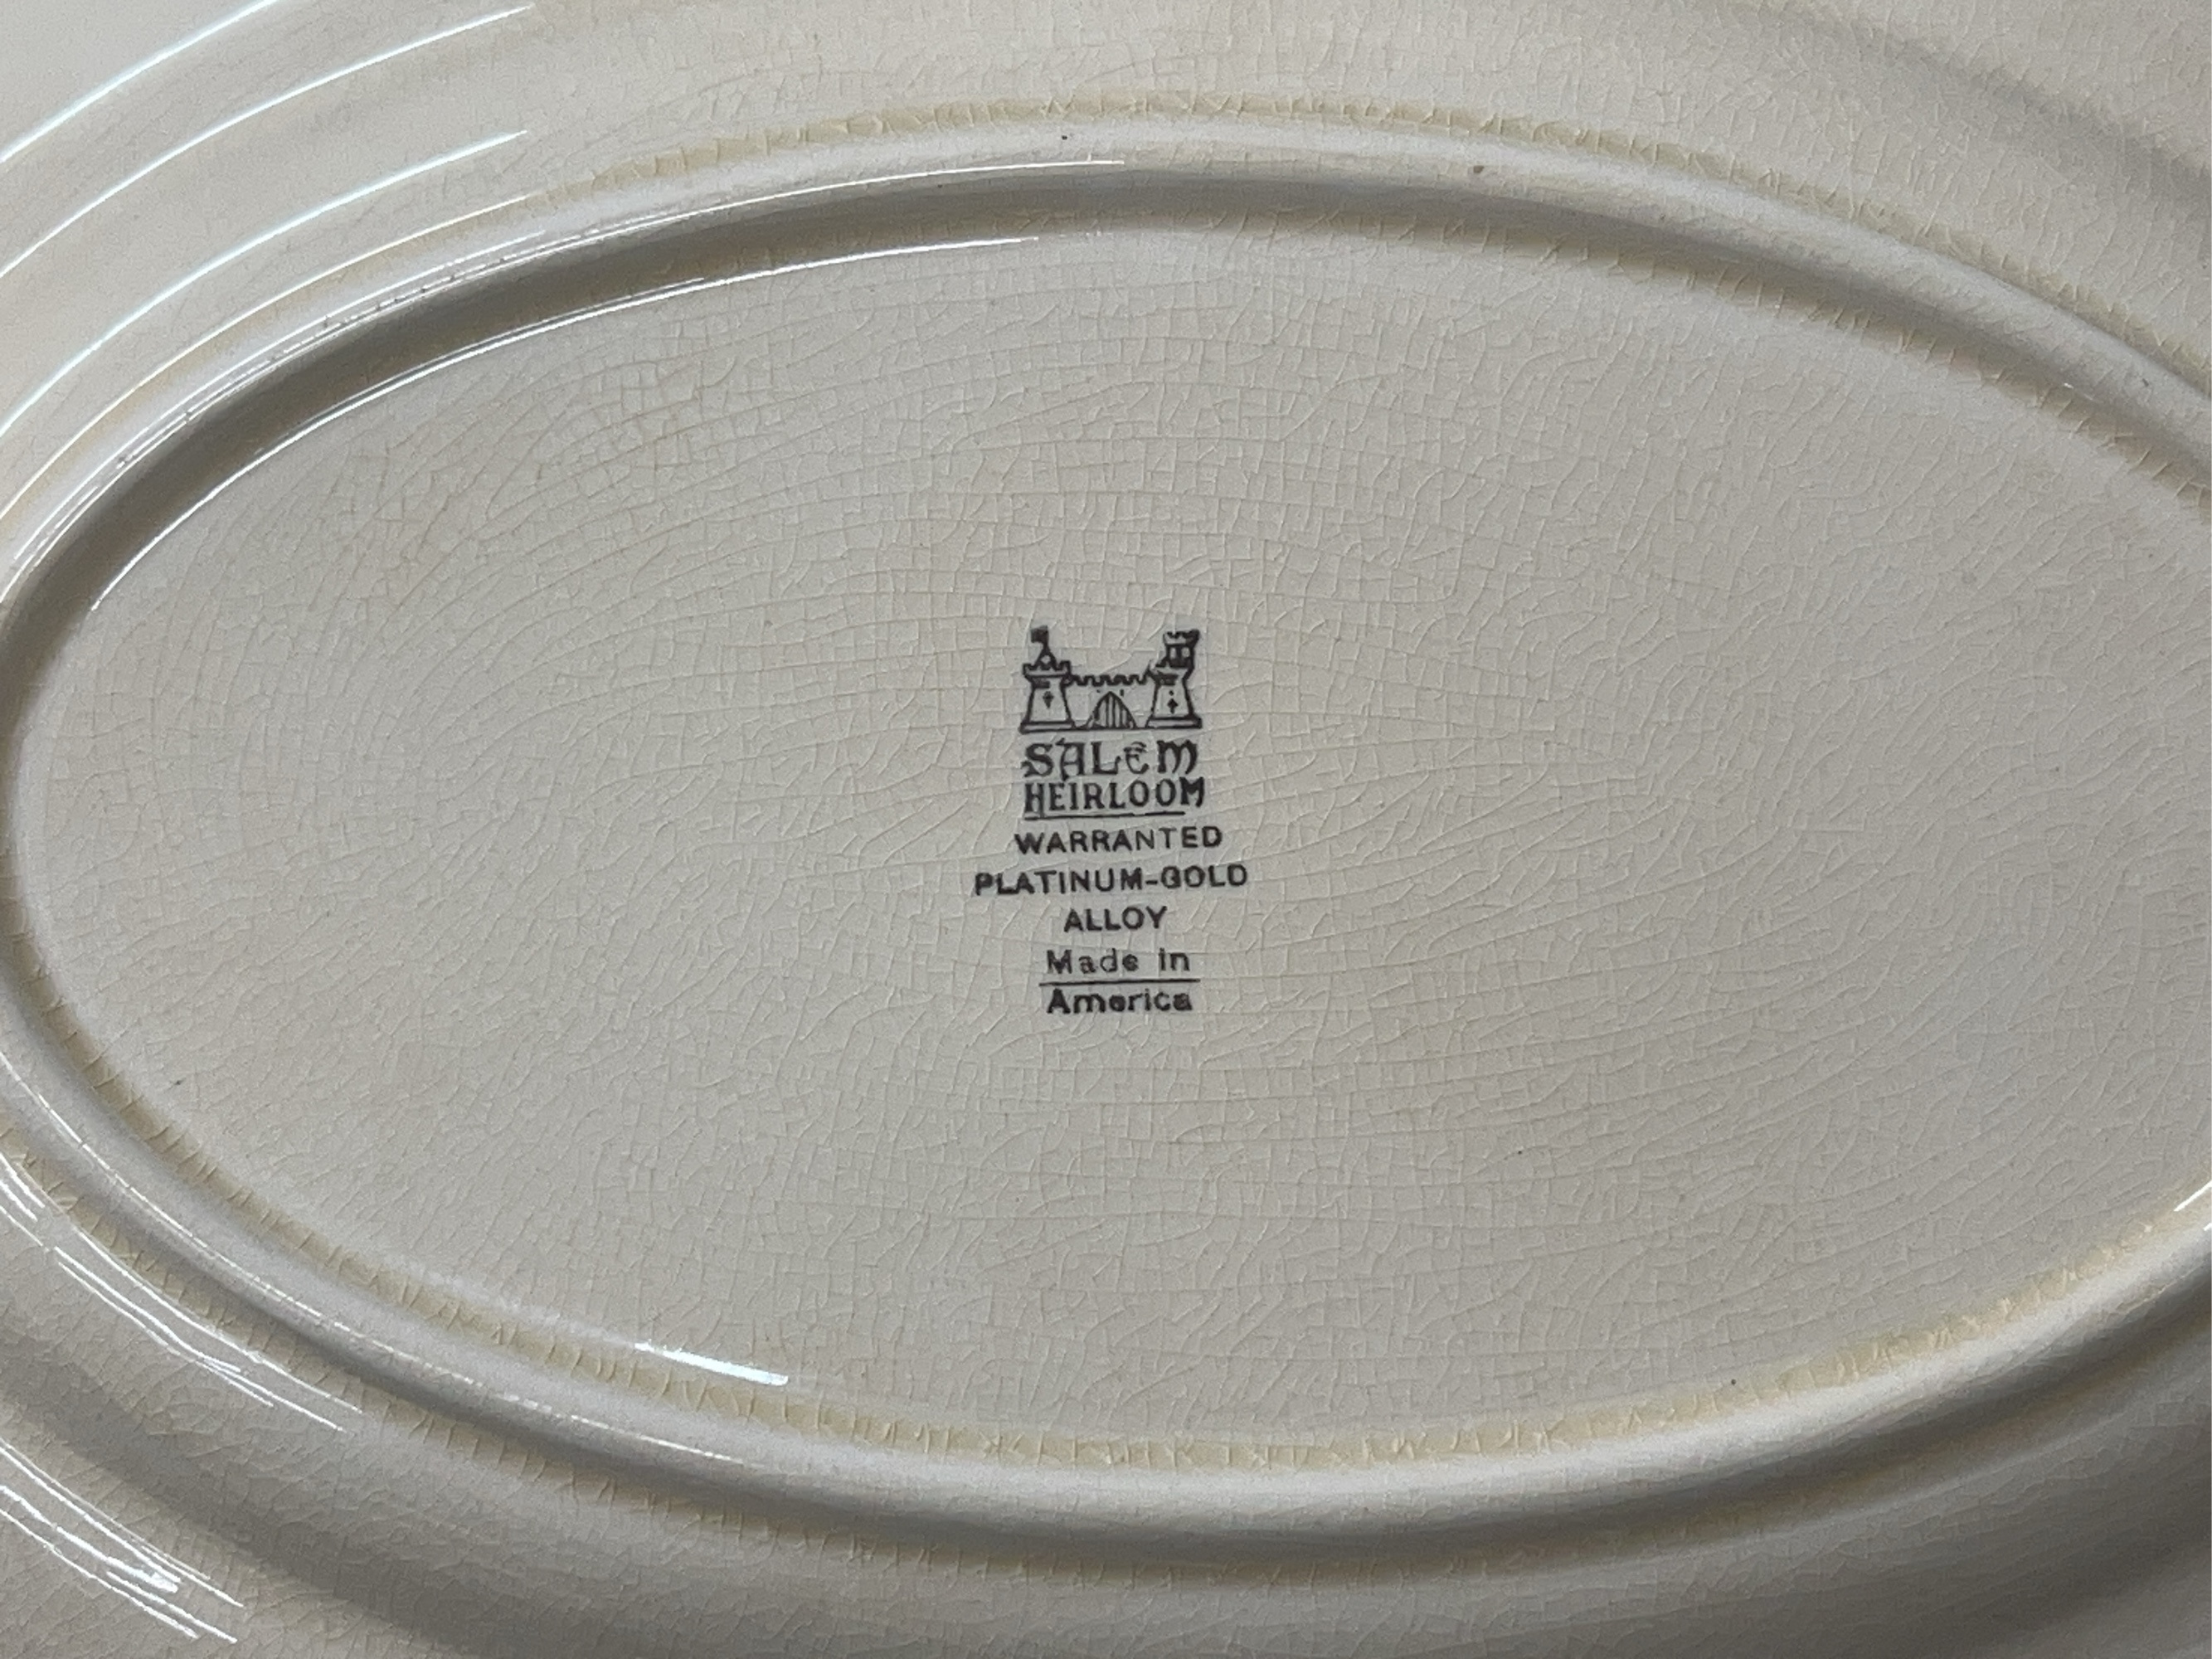 SALEM
HEIRLOOM
WARRANTED
PLATINUM-GOLD
ALLOY
Made in
America